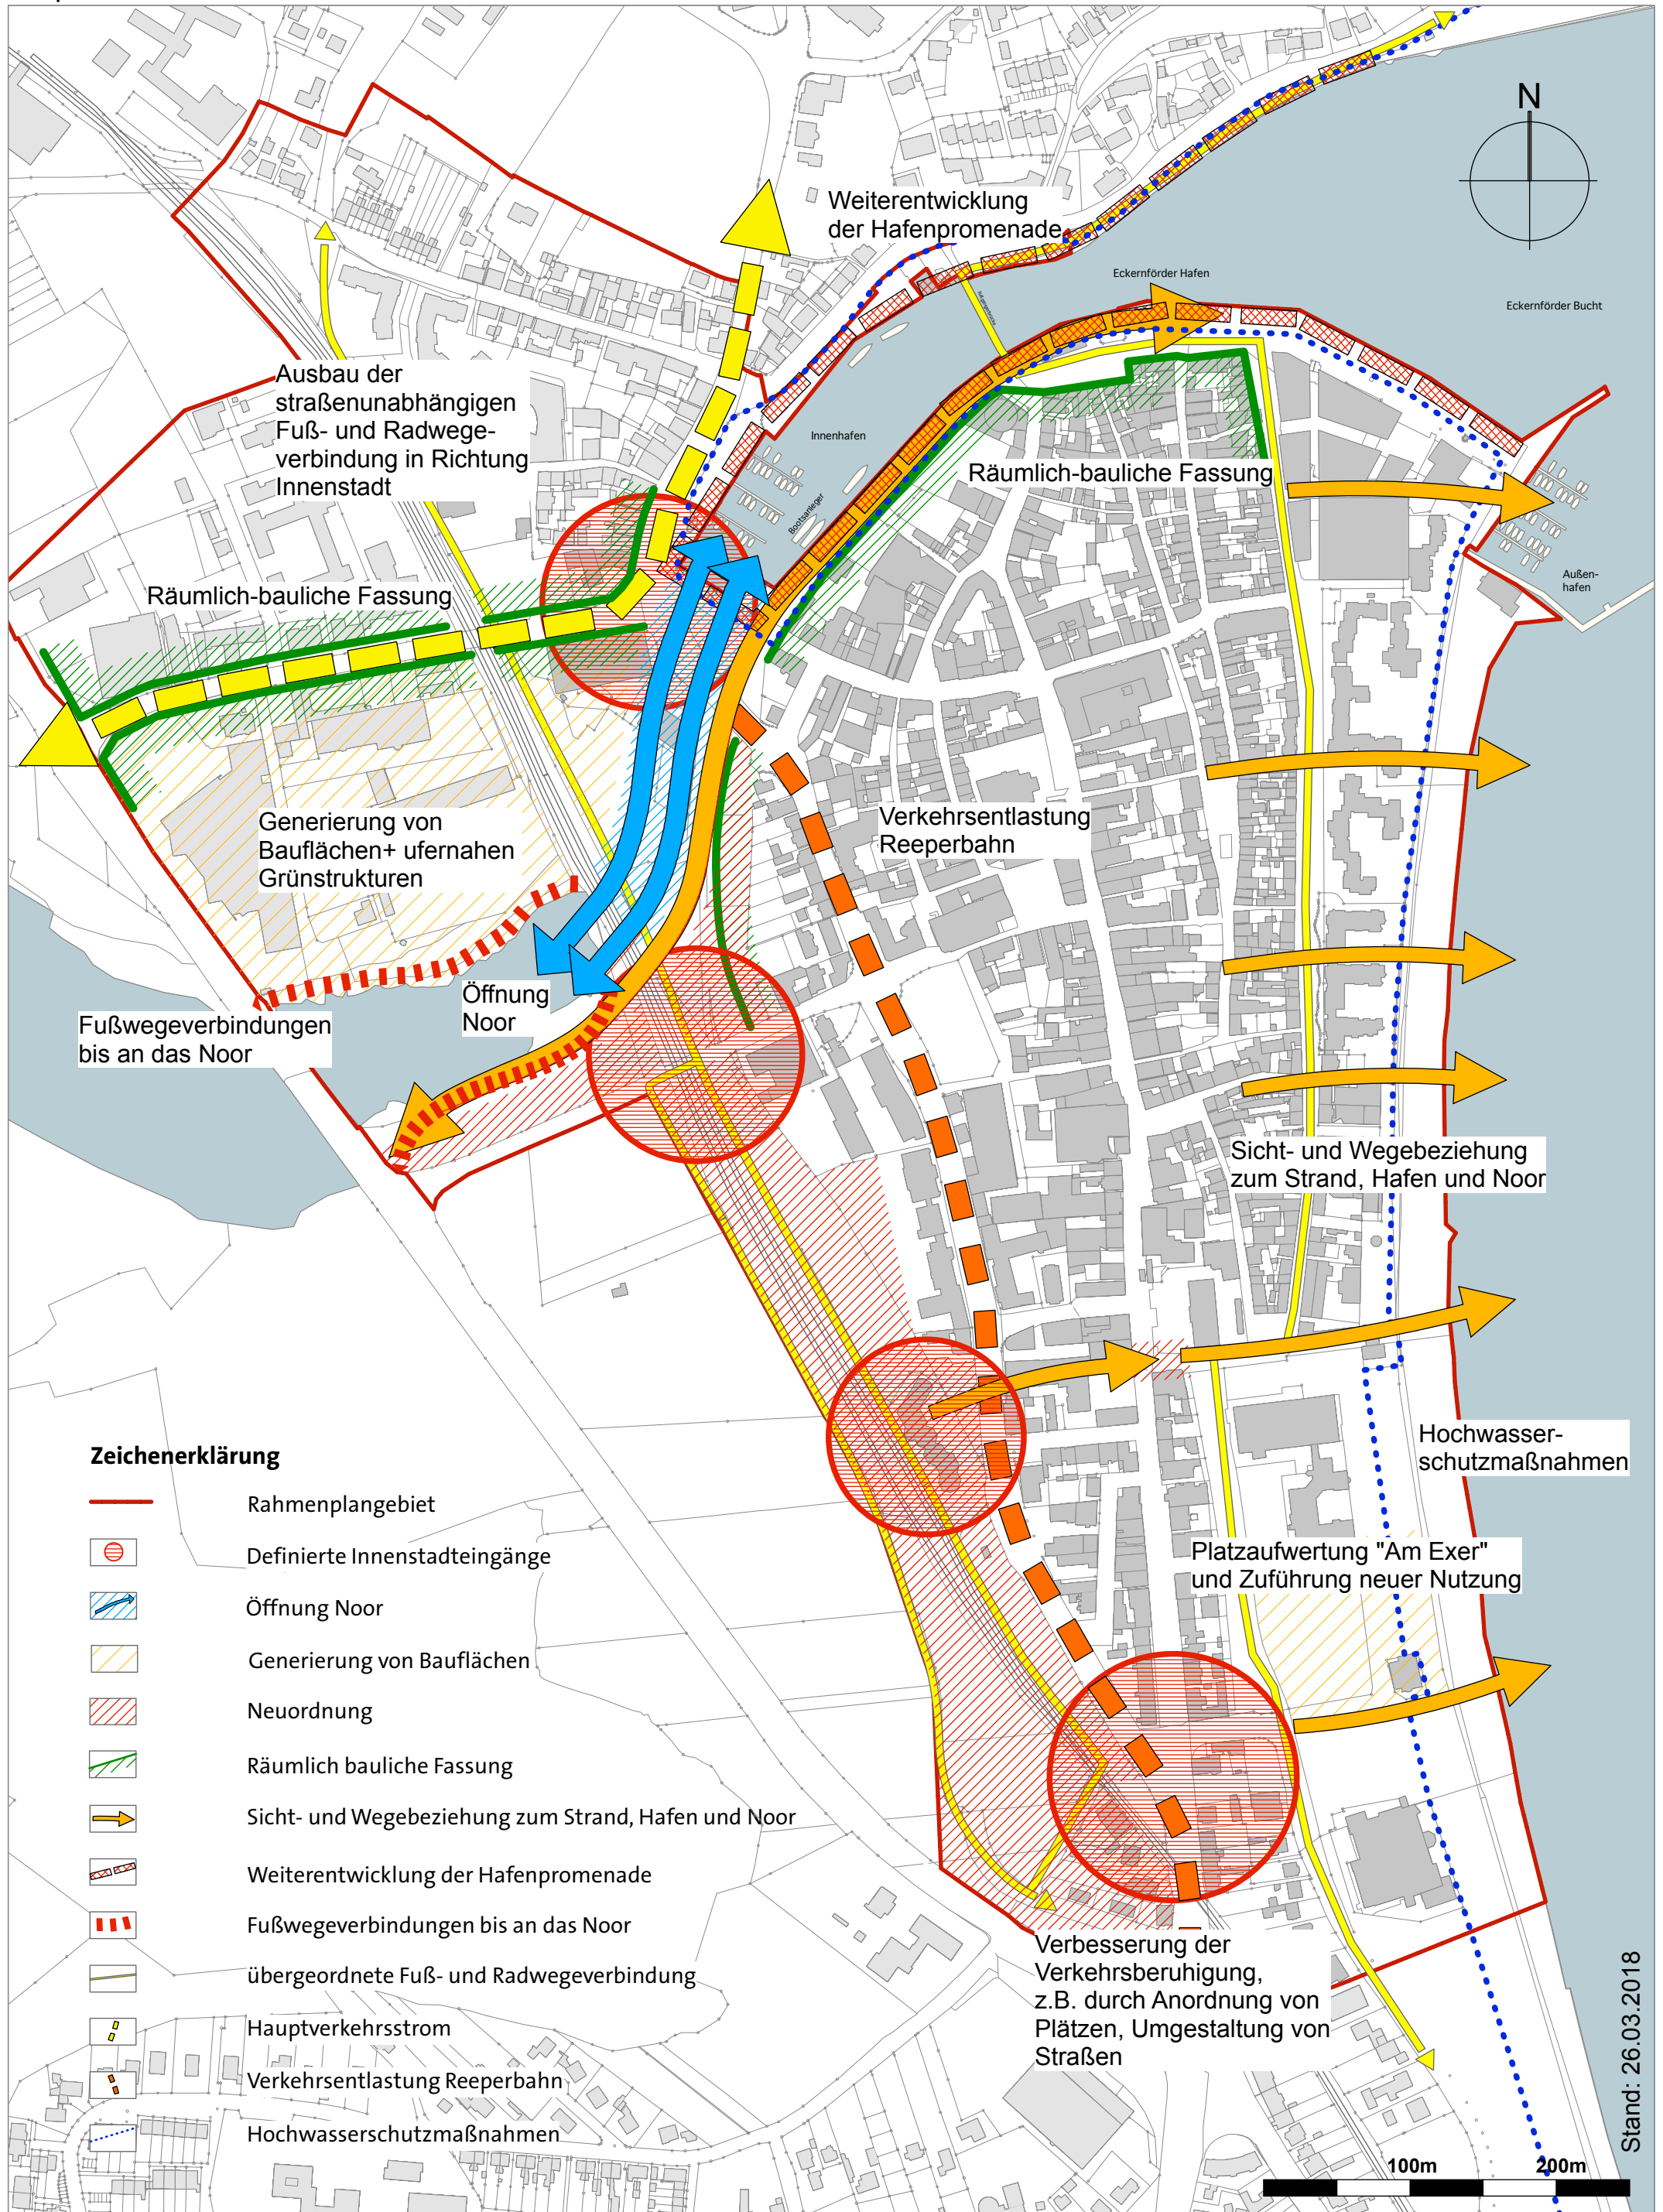 N
Weiterentwicklung
der Hafenpromenade
Eckernförder Hafen
Eckernförder Bucht
Ausbau der
straßenunabhängigen
Fuß- und Radwege-
verbindung in Richtung
Innenstadt
Innenhafen
Bootsanleger
Räumlich-bauliche Fassung
Außen-
hafen
Räumlich-bauliche Fassung
Generierung von
Bauflächen+ ufernahen
Grünstrukturen
Verkehrsentlastung
Reeperbahn
Öffnung
Noor
Fußwegeverbindungen
bis an das Noor
Sicht- und Wegebeziehung
zum Strand, Hafen und Noor
Hochwasser-
schutzmaßnahmen
Platzaufwertung "Am Exer"
und Zuführung neuer Nutzung
Verbesserung der
Verkehrsberuhigung,
z.B. durch Anordnung von
Plätzen, Umgestaltung von
Straßen
Zeichenerklärung
Rahmenplangebiet
Definierte Innenstadteingänge
Öffnung Noor
Generierung von Bauflächen
Neuordnung
Räumlich bauliche Fassung
Sicht- und Wegebeziehung zum Strand, Hafen und Noor
Weiterentwicklung der Hafenpromenade
Fußwegeverbindungen bis an das Noor
übergeordnete Fuß- und Radwegeverbindung
Hauptverkehrsstrom
Verkehrsentlastung Reeperbahn
Hochwasserschutzmaßnahmen
100m
200m
Stand: 26.03.2018